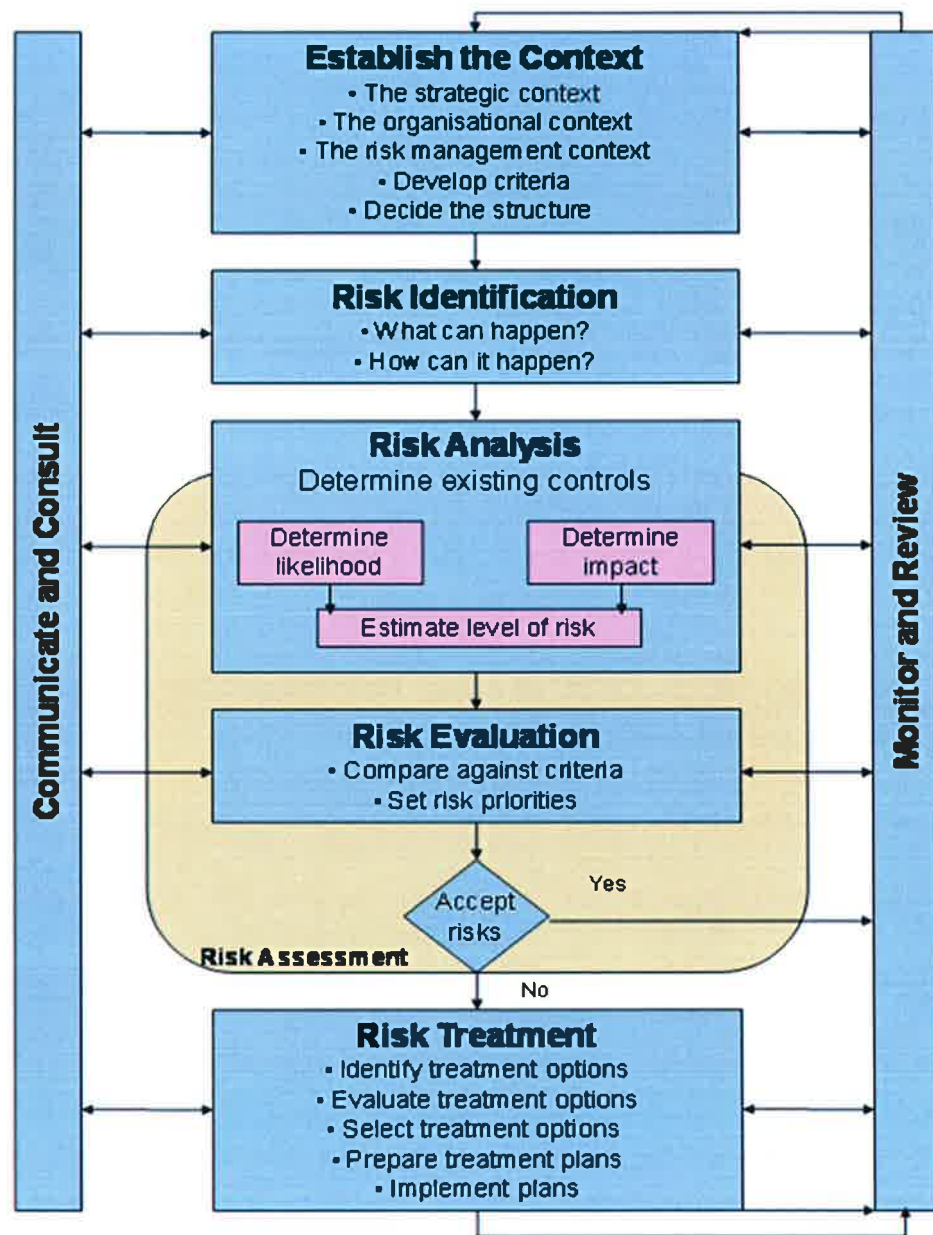 Establish the Context
▪ The strategic context
▪ The organisational context
▪ The risk management context
▪ Develop criteria
▪ Decide the structure
Risk Identification
▪ What can happen?
▪ How can it happen?
Risk Analysis
Determine existing controls
Determine
likelihood
Determine
impact
Estimate level of risk
Risk Evaluation
▪ Compare against criteria
▪ Set risk priorities
Accept
risks
Yes
Risk Assessment
No
Risk Treatment
▪ Identify treatment options
▪ Evaluate treatment options
▪ Select treatment options
▪ Prepare treatment plans
▪ Implement plans
Communicate and Consult
Monitor and Review